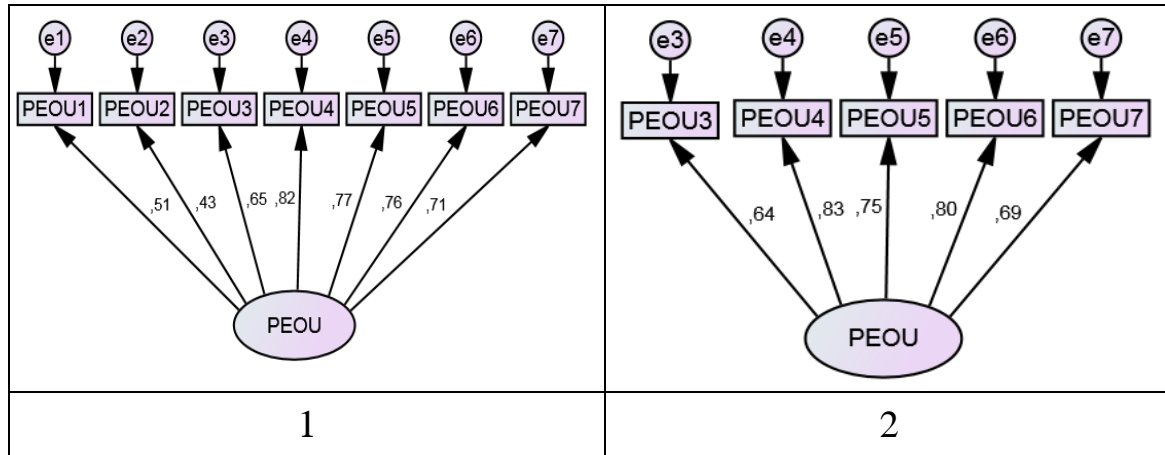 e1 e2 e3 e4 e5 e6 e7
PEOU1 PEOU2 PEOU3 PEOU4 PEOU5 PEOU6 PEOU7
,51 ,43 ,65 ,82 ,77 ,76 ,71
PEOU
1
e3 e4 e5 e6 e7
PEOU3 PEOU4 PEOU5 PEOU6 PEOU7
,64 ,83 ,75 ,80 ,69
PEOU
2